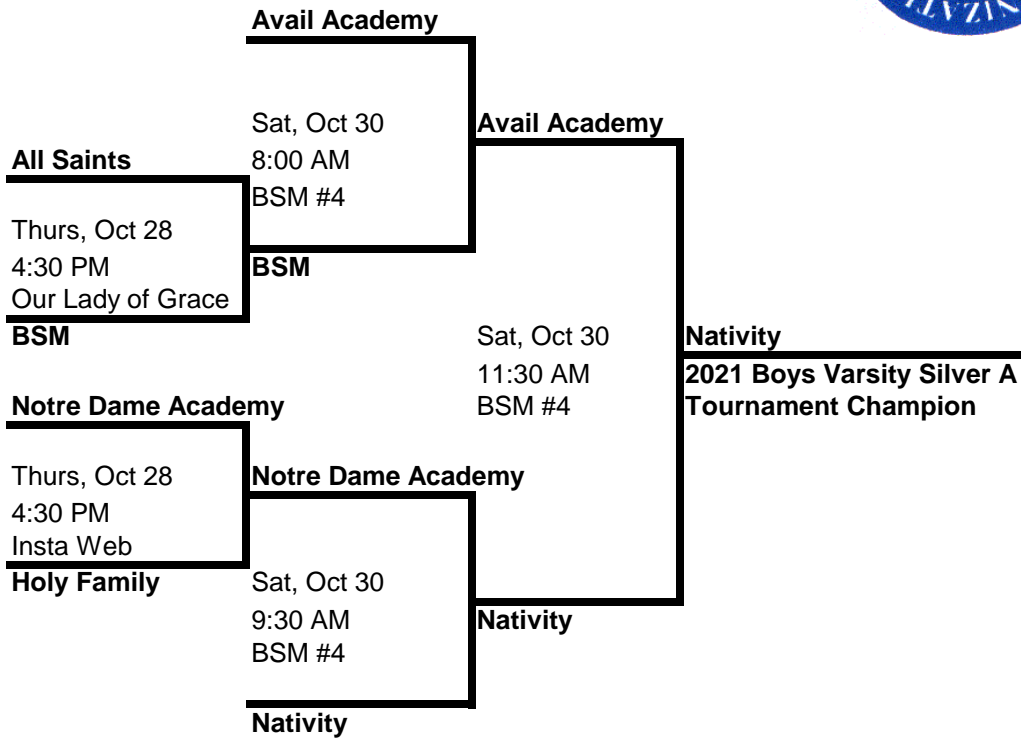 Avail Academy
Sat, Oct 30
8:00 AM
BSM #4
Avail Academy
All Saints
Thurs, Oct 28
4:30 PM
Our Lady of Grace
BSM
BSM
Sat, Oct 30
11:30 AM
BSM #4
Nativity
2021 Boys Varsity Silver A
Tournament Champion
Notre Dame Academy
Thurs, Oct 28
4:30 PM
Insta Web
Holy Family
Notre Dame Academy
Sat, Oct 30
9:30 AM
BSM #4
Nativity
Nativity